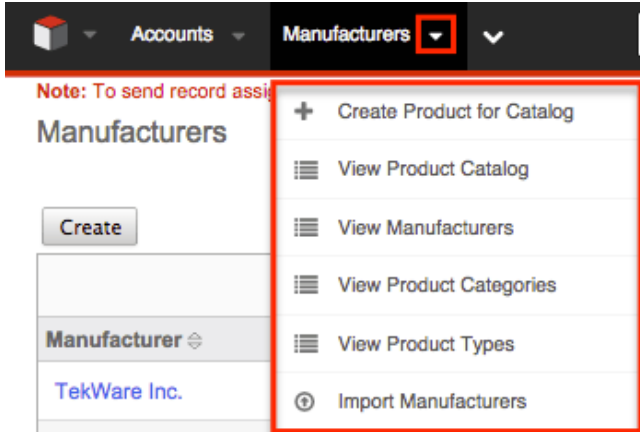 Accounts
Manufacturers
Note: To send record assi
Manufacturers
Create
Manufacturer
TekWare Inc.
Create Product for Catalog
View Product Catalog
View Manufacturers
View Product Categories
View Product Types
Import Manufacturers